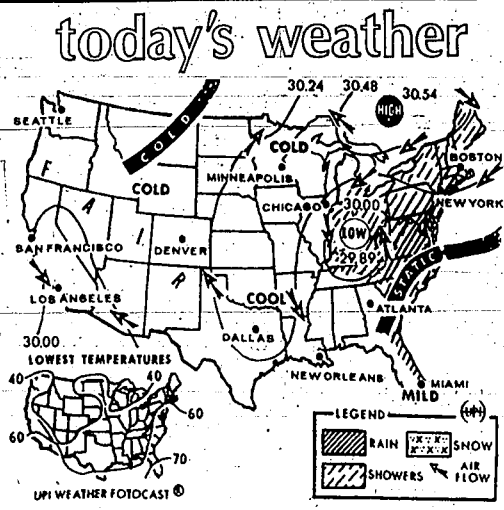 today's weather
30.24 30.48
HIGH 30.54
SEATTLE
COLD
COLD
BOSTON
MINNEAPOLIS
COLD
F
A
I
R
CHICAGO
30.00
NEW YORK
SAN FRANCISCO
DENVER
LOW
29.89
STATIC
LOS ANGELES
COOL
ATLANTA
30.00
DALLAS
LOWEST TEMPERATURES
NEW ORLEANS
MIAMI
MILD
40
40
60
60
70
LEGEND
UPI
RAIN
SNOW
SHOWERS
AIR
FLOW
UPI WEATHER FOTOCAST ®